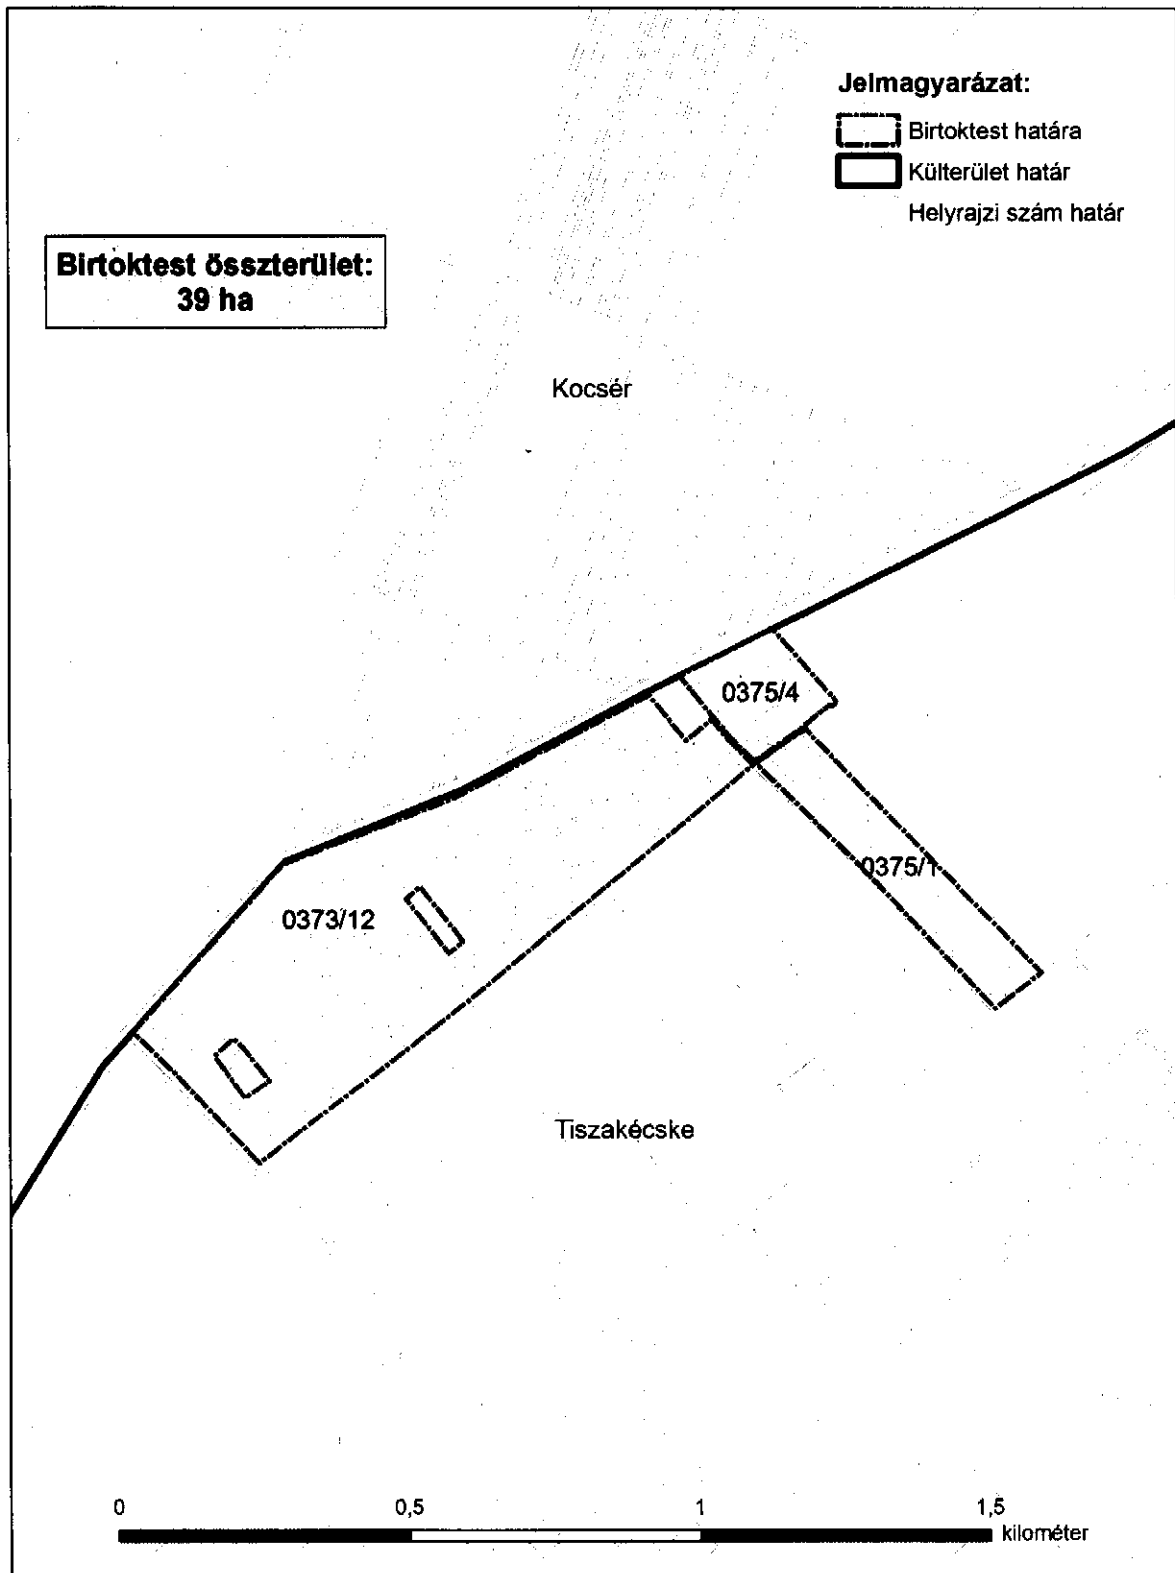 Jelmagyarázat:
Birtoktest határa
Külterület határ
Helyrajzi szám határ
Birtoktest összterület:
39 ha
Kocsér
0375/4
0375/1
0373/12
Tiszakécske
0
0,5
1
1,5
kilométer